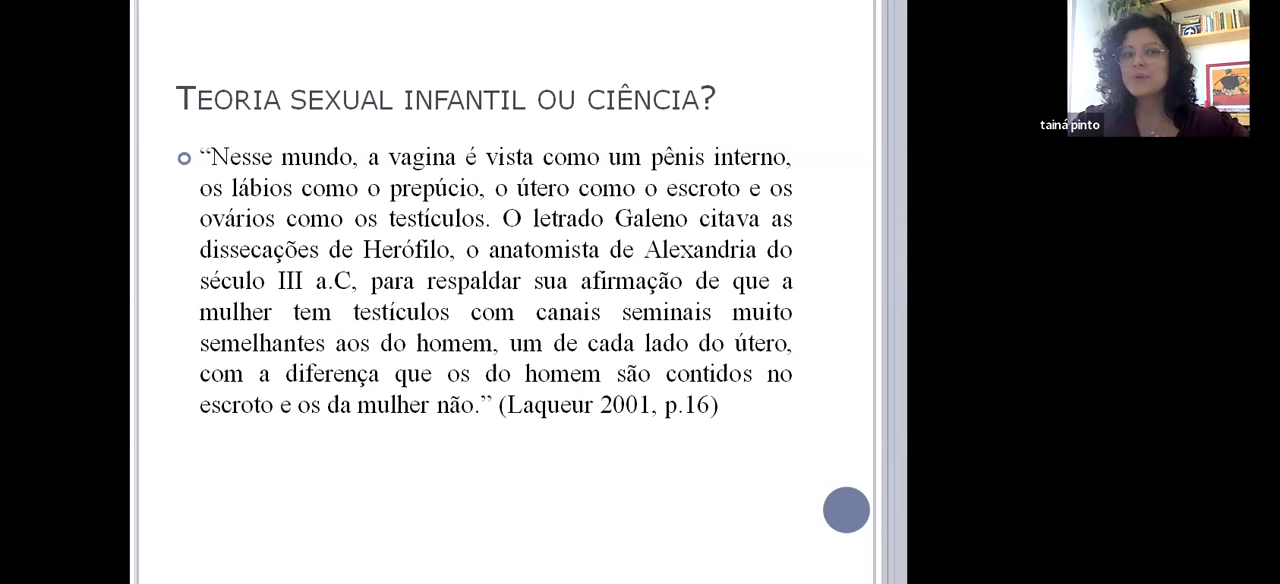 TEORIA SEXUAL INFANTIL OU CIÊNCIA?
“Nesse mundo, a vagina é vista como um pênis interno,
os lábios como o prepúcio, o útero como o escroto e os
ovários como os testículos. O letrado Galeno citava as
dissecações de Herófilo, o anatomista de Alexandria do
século III a.C, para respaldar sua afirmação de que a
mulher tem testículos com canais seminais muito
semelhantes aos do homem, um de cada lado do útero,
com a diferença que os do homem são contidos no
escroto e os da mulher não.” (Laqueur 2001, p.16)
tainá pinto